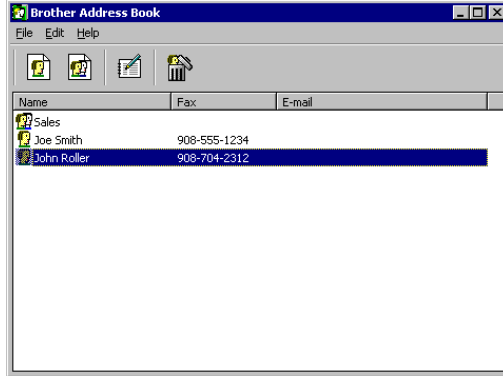 Brother Address Book
File Edit Help
Name Fax E-mail
Sales
Joe Smith 908-555-1234
John Roller 908-704-2312